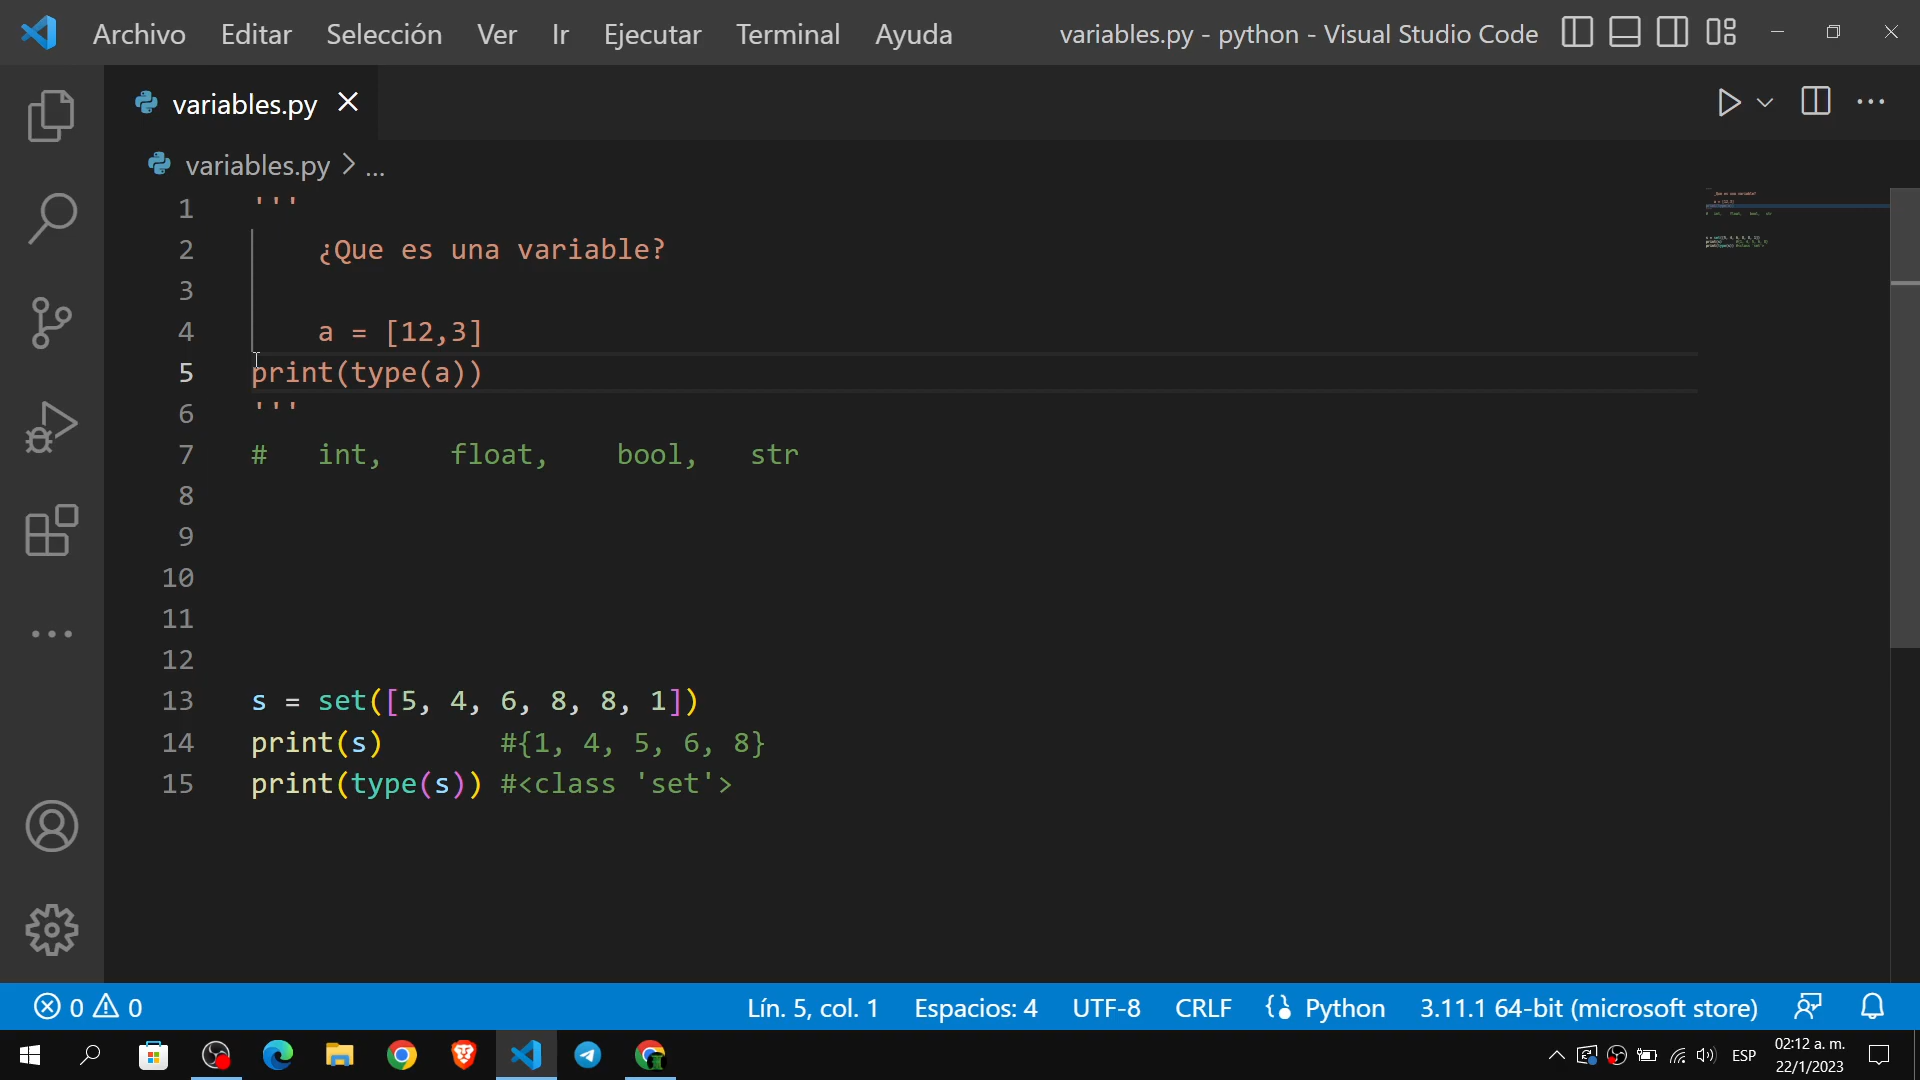 Archivo Editar Selección Ver Ir Ejecutar Terminal Ayuda variables.py - python - Visual Studio Code
variables.py
variables.py > ...
1 '''
2 ¿Que es una variable?
3
4 a = [12,3]
5 print(type(a))
6 '''
7 # int, float, bool, str
8
9
10
11
12
13 s = set([5, 4, 6, 8, 8, 1])
14 print(s) #{1, 4, 5, 6, 8}
15 print(type(s)) #<class 'set'>
0 0 Lín. 5, col. 1 Espacios: 4 UTF-8 CRLF Python 3.11.1 64-bit (microsoft store)
ESP 02:12 a. m.
22/1/2023